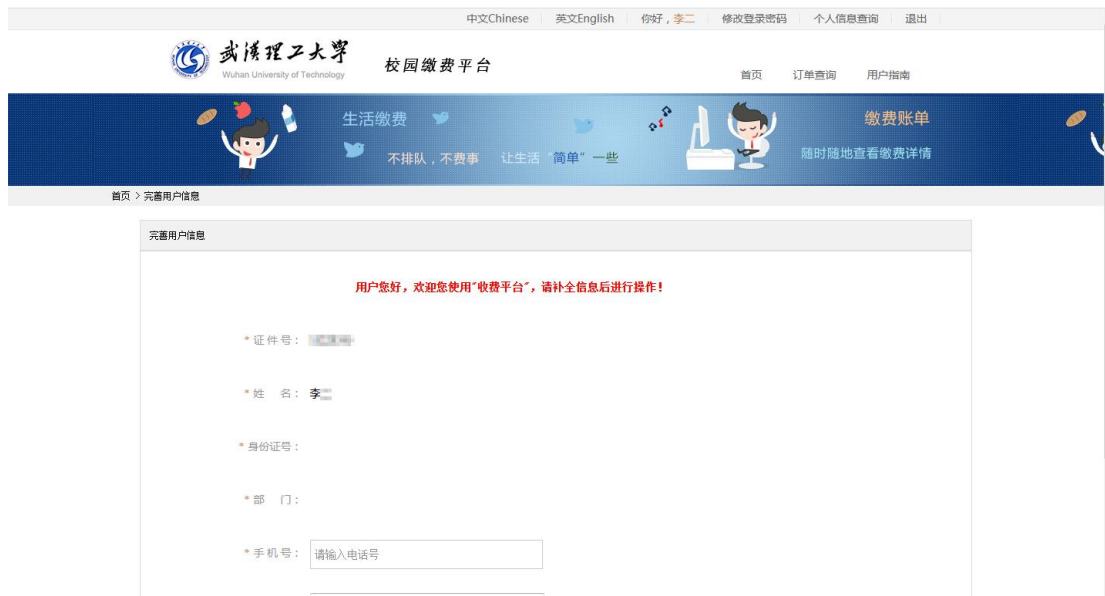 中文Chinese 英文English 你好，李二 修改登录密码 个人信息查询 退出
武汉理工大学
Wuhan University of Technology
校园缴费平台
首页 订单查询 用户指南
生活缴费
不排队，不费事 让生活“简单”一些
缴费账单
随时随地查看缴费详情
首页 > 完善用户信息
完善用户信息
用户您好，欢迎您使用"收费平台"，请补全信息后进行操作！
*证件号：
*姓 名： 李
*身份证号：
*部 门：
*手机号： 请输入电话号